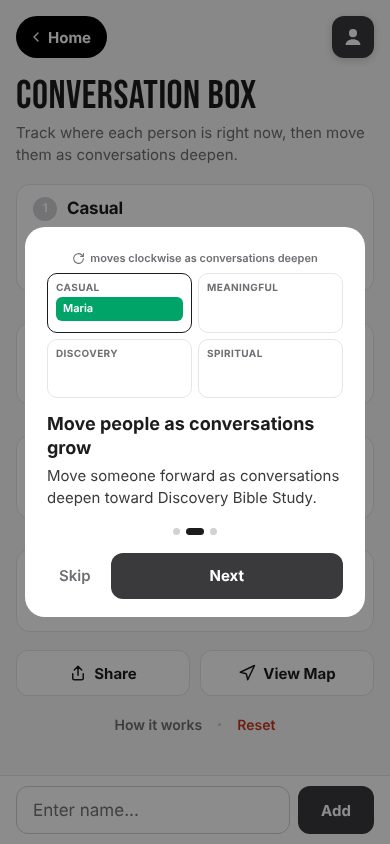 Home
CONVERSATION BOX
Track where each person is right now, then move
them as conversations deepen.
1 Casual
moves clockwise as conversations deepen
CASUAL
Maria
MEANINGFUL
DISCOVERY
SPIRITUAL
Move people as conversations
grow
Move someone forward as conversations
deepen toward Discovery Bible Study.
Skip
Next
Share
View Map
How it works · Reset
Enter name...
Add